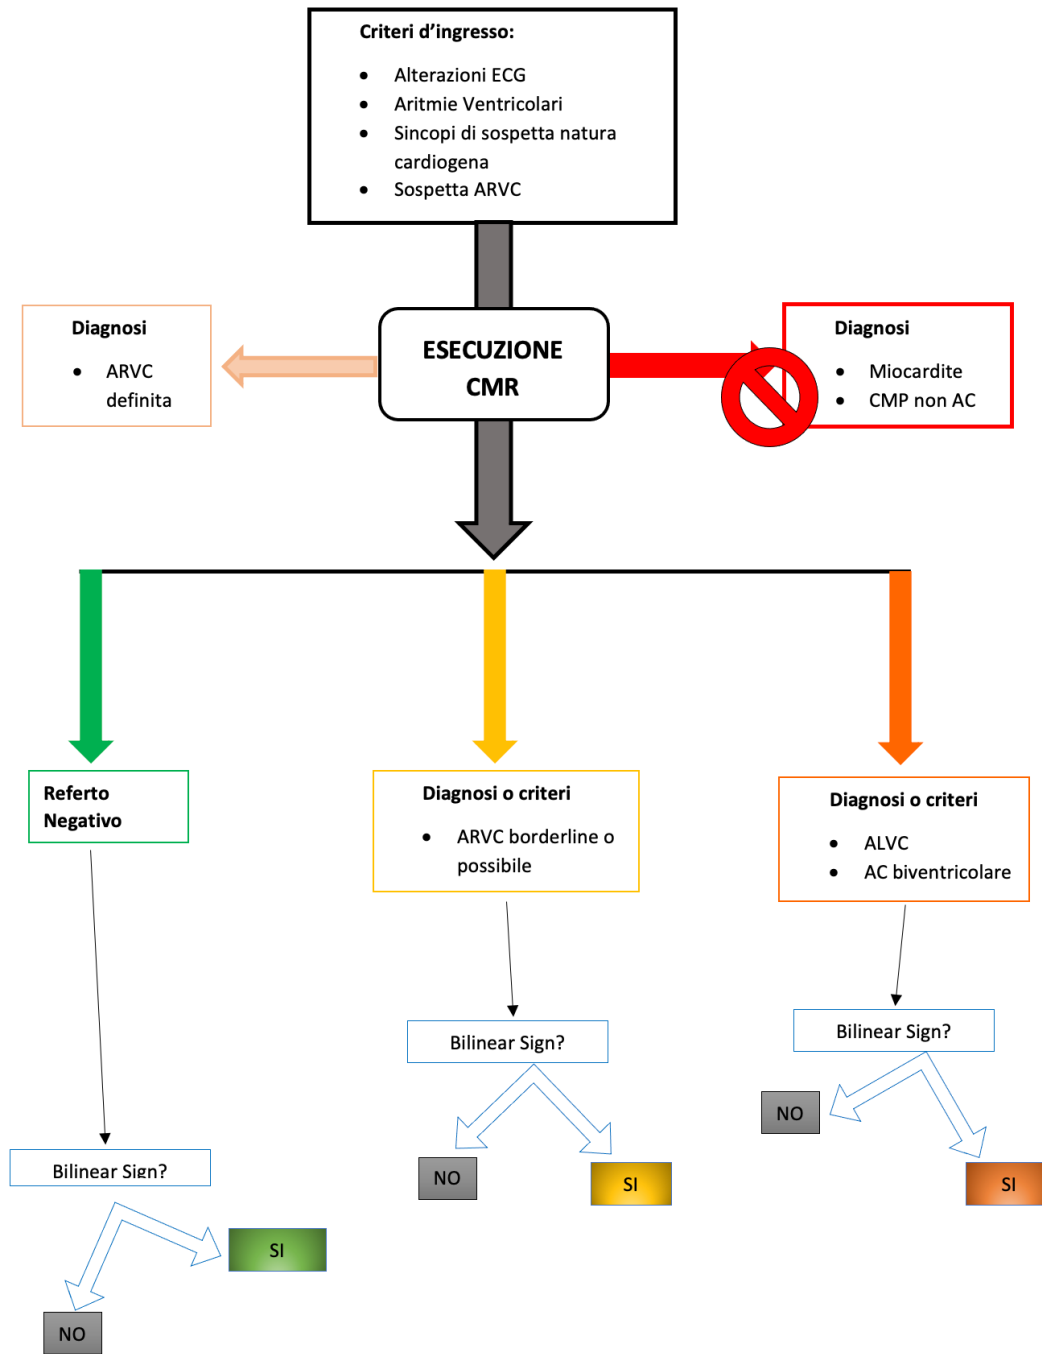 Criteri d’ingresso:
• Alterazioni ECG
• Aritmie Ventricolari
• Sincopi di sospetta natura
cardiogena
• Sospetta ARVC
Diagnosi
• ARVC
definita
ESECUZIONE
CMR
Diagnosi
• Miocardite
• CMP non AC
Referto
Negativo
Diagnosi o criteri
• ARVC borderline o
possibile
Diagnosi o criteri
• ALVC
• AC biventricolare
Bilinear Sign?
NO
SI
Bilinear Sign?
NO
SI
Bilinear Sign?
NO
SI